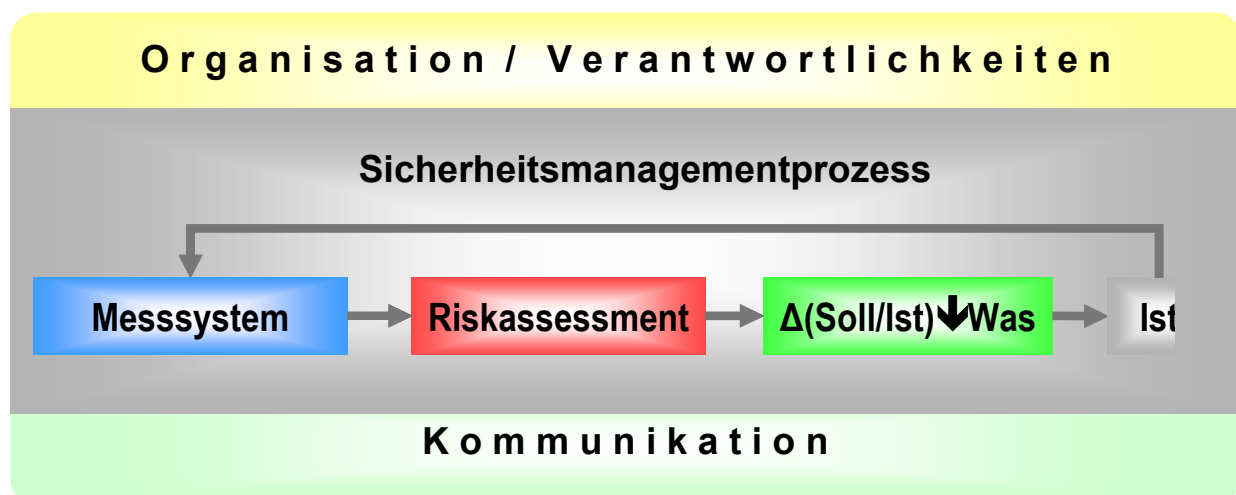 Organisation / Verantwortlichkeiten
Sicherheitsmanagementprozess
Messsystem
Riskassessment
Δ(Soll/Ist)🡻Was
Ist
Kommunikation